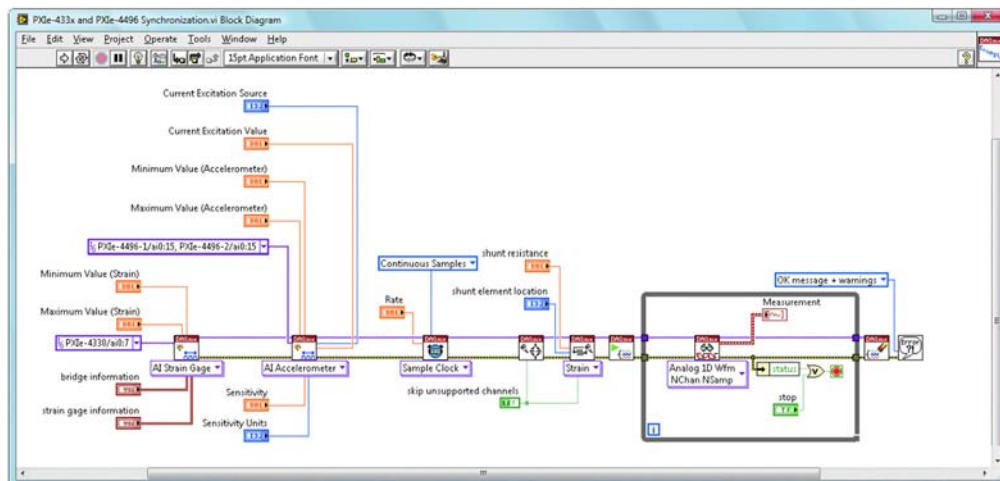 PXIe-433x and PXIe-4496 Synchronization.vi Block Diagram
File Edit View Project Operate Tools Window Help
15pt Application Font
Current Excitation Source
Current Excitation Value
Minimum Value (Accelerometer)
Maximum Value (Accelerometer)
PXIe-4496-1/ai0:15, PXIe-4496-2/ai0:15
Minimum Value (Strain)
Maximum Value (Strain)
PXIe-4330/ai0:7
AI Strain Gage
bridge information
strain gage information
AI Accelerometer
Sensitivity
Sensitivity Units
Continuous Samples
Rate
Sample Clock
shunt resistance
shunt element location
Strain
skip unsupported channels
OK message + warnings
Measurement
Analog 1D Wfm
NChan NSamp
status
stop
i
Error